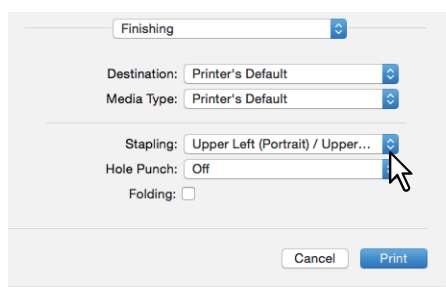 Finishing
Destination: Printer's Default
Media Type: Printer's Default
Stapling: Upper Left (Portrait) / Upper...
Hole Punch: Off
Folding:
Cancel Print